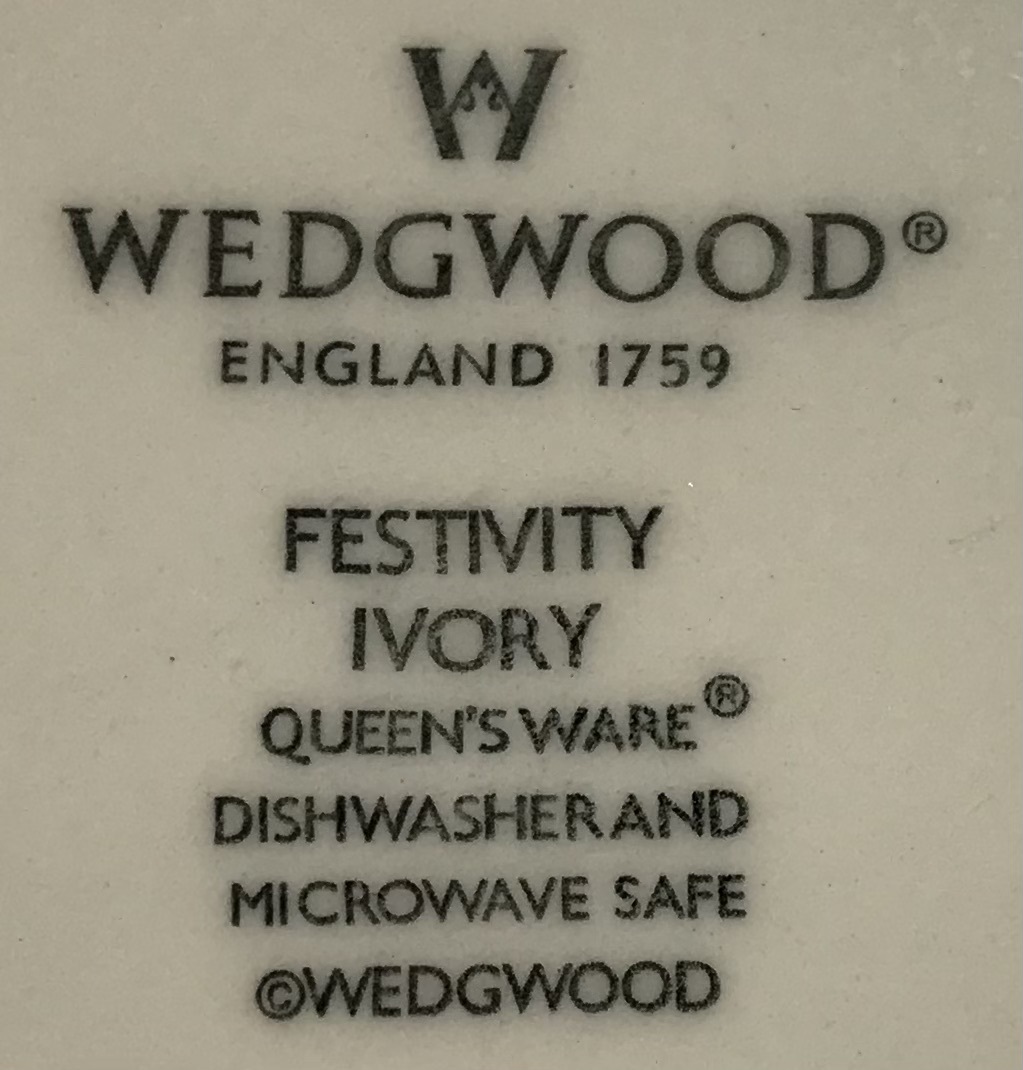 W
WEDGWOOD®
ENGLAND 1759
FESTIVITY
IVORY
QUEEN'S WARE®
DISHWASHER AND
MICROWAVE SAFE
©WEDGWOOD